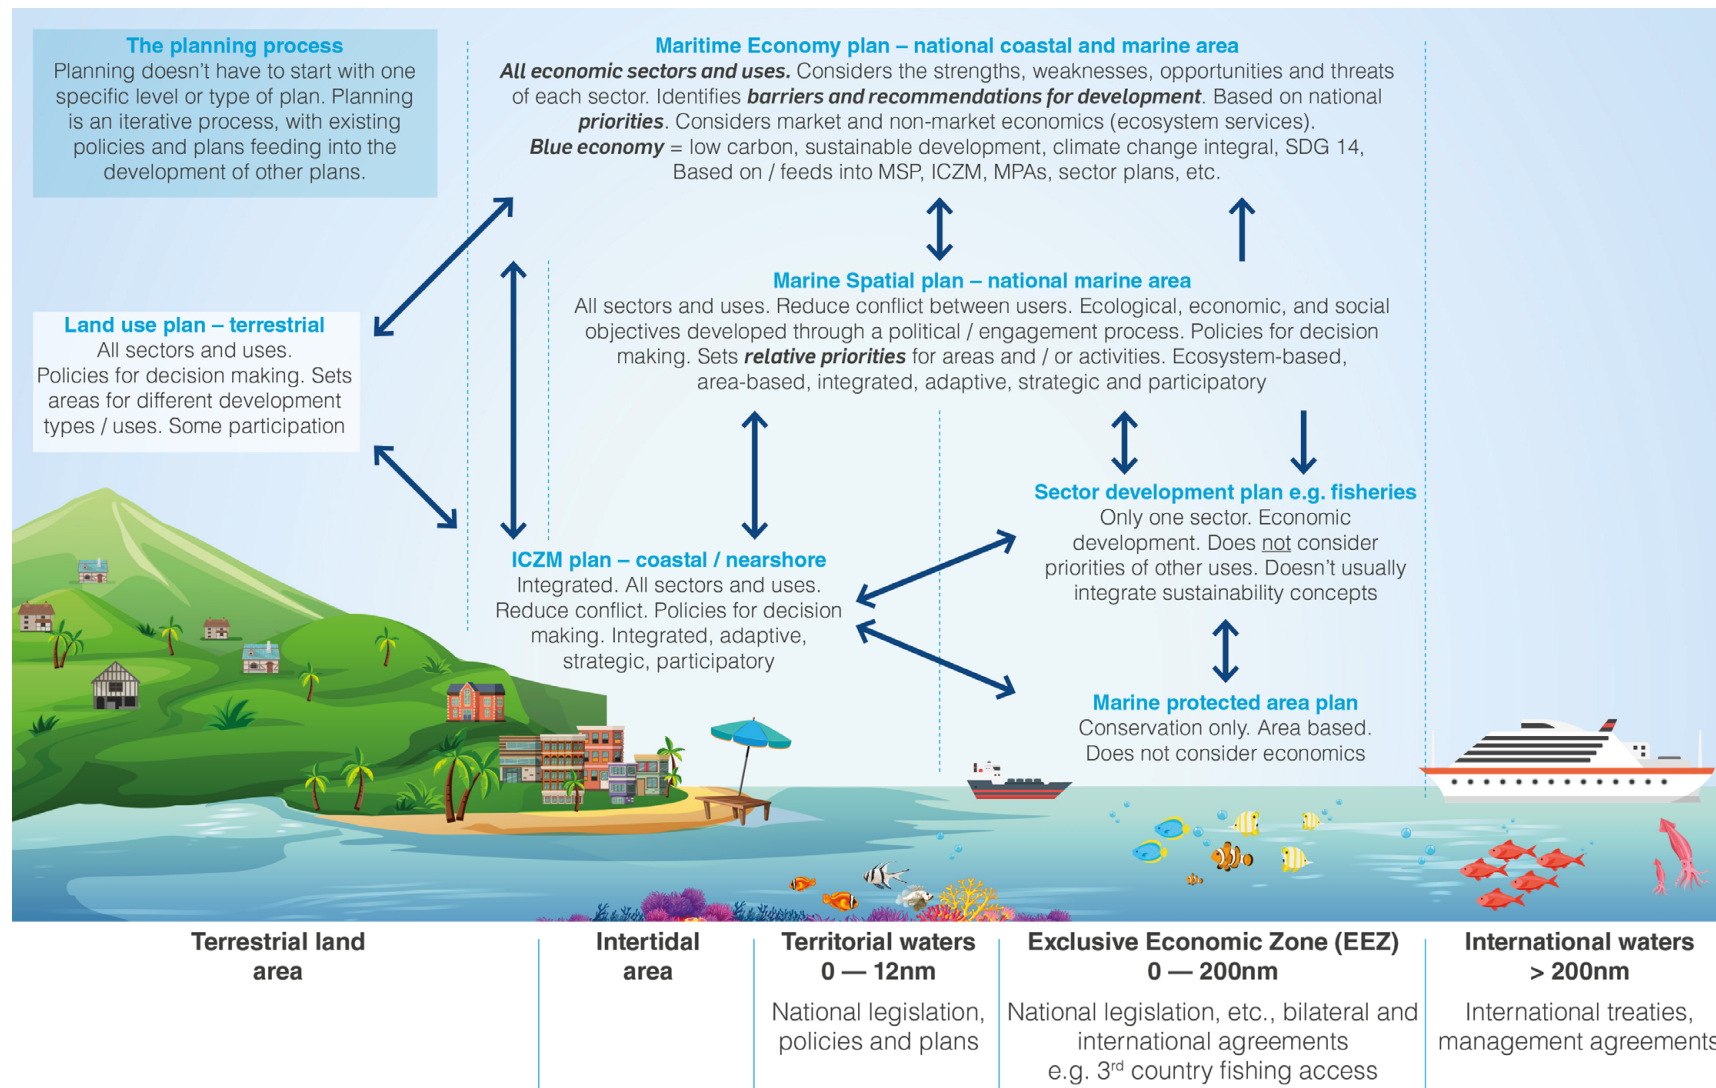 The planning process
Planning doesn't have to start with one
specific level or type of plan. Planning
is an iterative process, with existing
policies and plans feeding into the
development of other plans.
Maritime Economy plan – national coastal and marine area
All economic sectors and uses. Considers the strengths, weaknesses, opportunities and threats
of each sector. Identifies barriers and recommendations for development. Based on national
priorities. Considers market and non-market economics (ecosystem services).
Blue economy = low carbon, sustainable development, climate change integral, SDG 14,
Based on / feeds into MSP, ICZM, MPAs, sector plans, etc.
Marine Spatial plan – national marine area
All sectors and uses. Reduce conflict between users. Ecological, economic, and social
objectives developed through a political / engagement process. Policies for decision
making. Sets relative priorities for areas and / or activities. Ecosystem-based,
area-based, integrated, adaptive, strategic and participatory
Land use plan – terrestrial
All sectors and uses.
Policies for decision making. Sets
areas for different development
types / uses. Some participation
Sector development plan e.g. fisheries
Only one sector. Economic
development. Does not consider
priorities of other uses. Doesn't usually
integrate sustainability concepts
ICZM plan – coastal / nearshore
Integrated. All sectors and uses.
Reduce conflict. Policies for decision
making. Integrated, adaptive,
strategic, participatory
Marine protected area plan
Conservation only. Area based.
Does not consider economics
Terrestrial land
area
Intertidal
area
Territorial waters
0 — 12nm
National legislation,
policies and plans
Exclusive Economic Zone (EEZ)
0 — 200nm
National legislation, etc., bilateral and
international agreements
e.g. 3rd country fishing access
International waters
> 200nm
International treaties,
management agreements